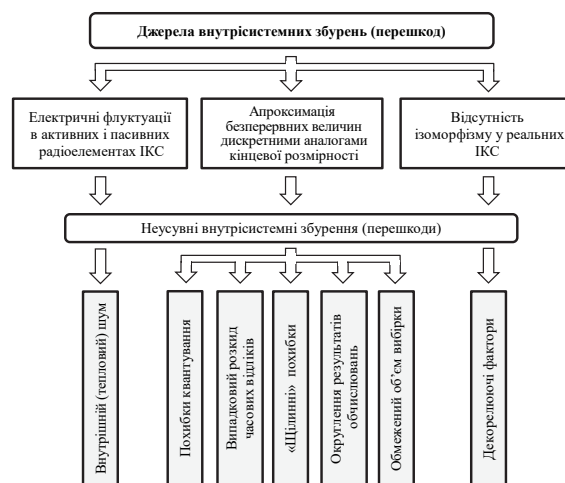 Джерела внутрісистемних збурень (перешкод)
Електричні флуктуації
в активних і пасивних
радіоелементах ІКС
Апроксимація
безперервних величин
дискретними аналогами
кінцевої розмірності
Відсутність
ізоморфізму у реальних
ІКС
Неусувні внутрісистемні збурення (перешкоди)
Внутрішній (тепловий) шум
Похибки квантування
Випадковий розкид
часових відліків
«Щілинні» похибки
Округлення результатів
обчислювань
Обмежений об’єм вибірки
Декорелюючі фактори